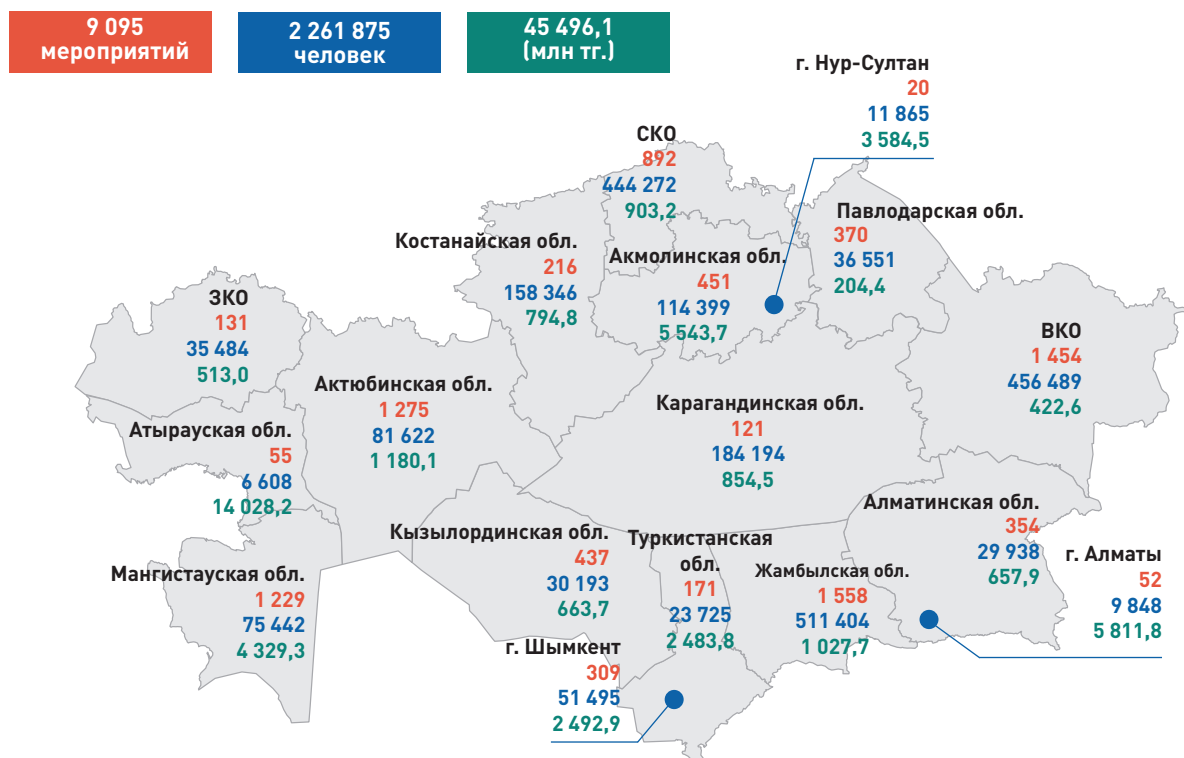 9 095
мероприятий
2 261 875
человек
45 496,1
(млн тг.)
г. Нур-Султан
20
11 865
3 584,5
СКО
892
444 272
903,2
Павлодарская обл.
370
36 551
204,4
Костанайская обл.
216
158 346
794,8
Акмолинская обл.
451
114 399
5 543,7
ЗКО
131
35 484
513,0
ВКО
1 454
456 489
422,6
Актюбинская обл.
1 275
81 622
1 180,1
Карагандинская обл.
121
184 194
854,5
Атырауская обл.
55
6 608
14 028,2
Алматинская обл.
354
29 938
657,9
Кызылординская обл.
437
30 193
663,7
Туркистанская
обл.
171
23 725
2 483,8
Жамбылская обл.
1 558
511 404
1 027,7
г. Алматы
52
9 848
5 811,8
Мангистауская обл.
1 229
75 442
4 329,3
г. Шымкент
309
51 495
2 492,9